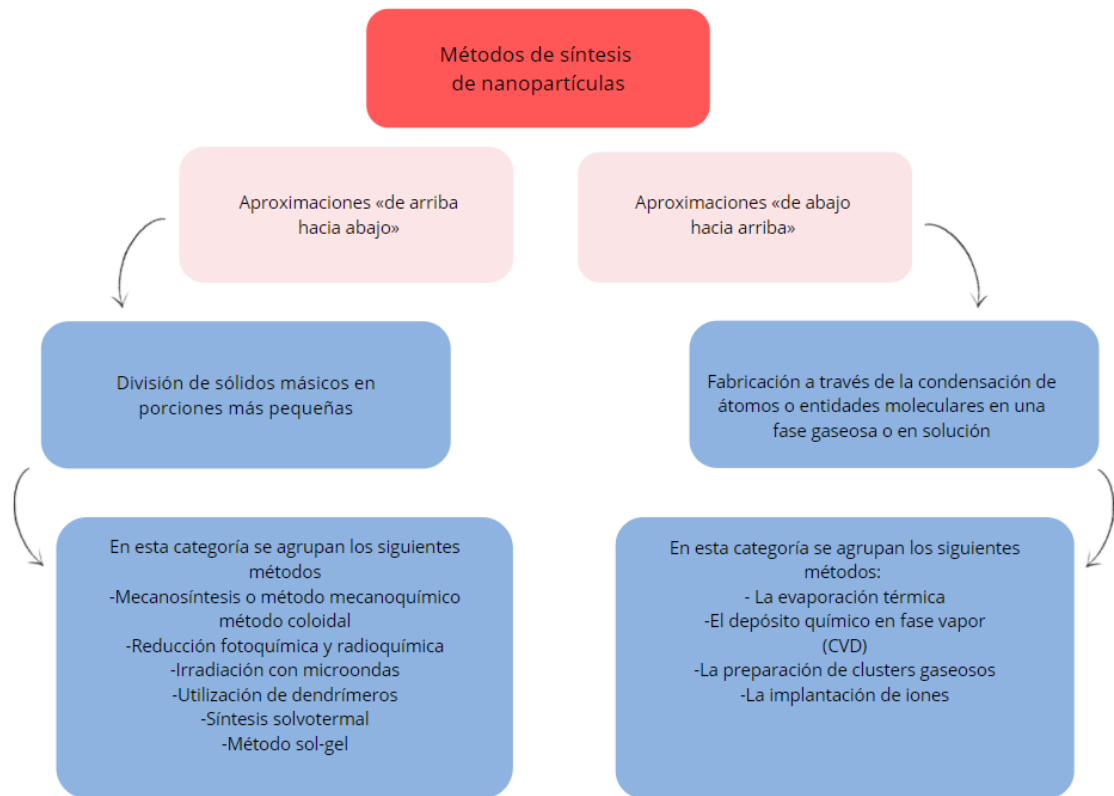 Métodos de síntesis
de nanopartículas
Aproximaciones «de arriba
hacia abajo»
Aproximaciones «de abajo
hacia arriba»
División de sólidos másicos en
porciones más pequeñas
Fabricación a través de la condensación de
átomos o entidades moleculares en una
fase gaseosa o en solución
En esta categoría se agrupan los siguientes
métodos
-Mecanosíntesis o método mecanoquímico
método coloidal
-Reducción fotoquímica y radioquímica
-Irradiación con microondas
-Utilización de dendrímeros
-Síntesis solvotermal
-Método sol-gel
En esta categoría se agrupan los siguientes
métodos:
- La evaporación térmica
-El depósito químico en fase vapor
(CVD)
-La preparación de clusters gaseosos
-La implantación de iones